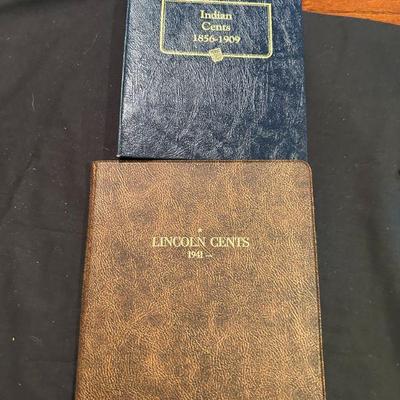 Indian
Cents
1856-1909
LINCOLN CENTS
1941 —